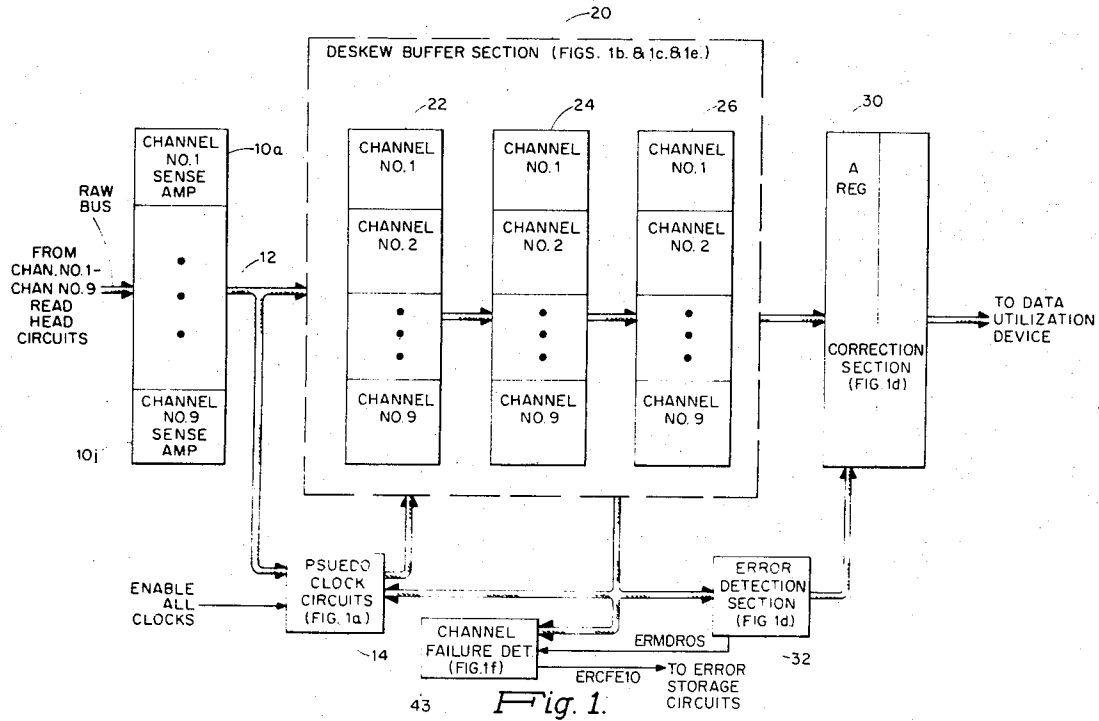 20
DESKEW BUFFER SECTION (FIGS. 1b. & 1c. & 1e.)
22
24
26
30
CHANNEL
NO. 1
SENSE
AMP
10a
CHANNEL
NO. 1
CHANNEL
NO. 1
CHANNEL
NO. 1
A
REG
RAW
BUS
CHANNEL
NO. 2
CHANNEL
NO. 2
CHANNEL
NO. 2
FROM
CHAN. NO. 1-
CHAN NO. 9
READ
HEAD
CIRCUITS
12
TO DATA
UTILIZATION
DEVICE
CORRECTION
SECTION
(FIG. 1d)
CHANNEL
NO. 9
SENSE
AMP
10j
CHANNEL
NO. 9
CHANNEL
NO. 9
CHANNEL
NO. 9
ENABLE
ALL
CLOCKS
PSUEDO
CLOCK
CIRCUITS
(FIG. 1a)
14
ERROR
DETECTION
SECTION
(FIG 1d)
32
CHANNEL
FAILURE DET.
(FIG. 1f)
43
ERMDROS
ERCFE10
TO ERROR
STORAGE
CIRCUITS
Fig. 1.